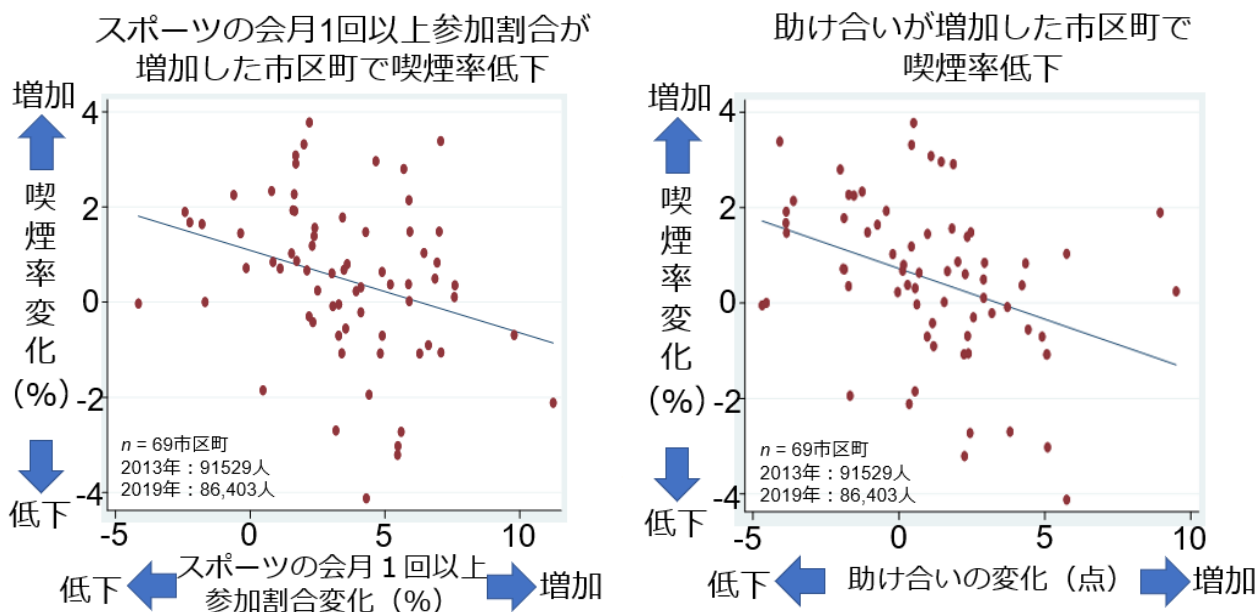 スポーツの会月1回以上参加割合が
増加した市区町で喫煙率低下
増加
喫煙率変化
(%)
低下
4
2
0
-2
-4
n = 69市区町
2013年：91529人
2019年：86,403人
-5 0 5 10
低下
スポーツの会月１回以上
参加割合変化（%）
増加
助け合いが増加した市区町で
喫煙率低下
増加
喫煙率変化
(%)
低下
4
2
0
-2
-4
n = 69市区町
2013年：91529人
2019年：86,403人
-5 0 5 10
低下
助け合いの変化（点）
増加